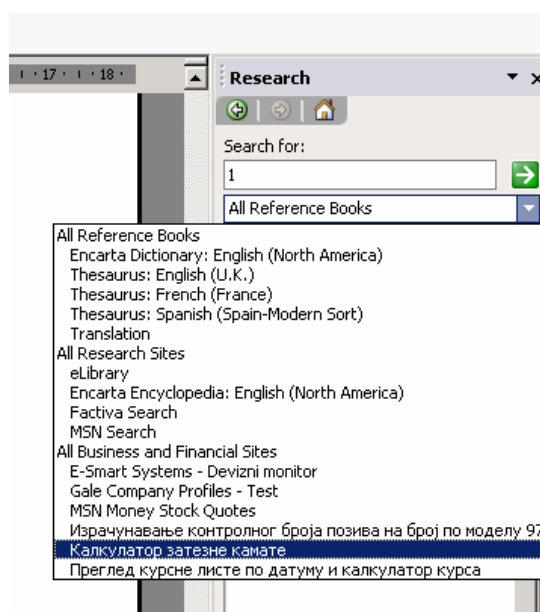 17 18
Research
Search for:
1
All Reference Books
All Reference Books
Encarta Dictionary: English (North America)
Thesaurus: English (U.K.)
Thesaurus: French (France)
Thesaurus: Spanish (Spain-Modern Sort)
Translation
All Research Sites
eLibrary
Encarta Encyclopedia: English (North America)
Factiva Search
MSN Search
All Business and Financial Sites
E-Smart Systems - Devizni monitor
Gale Company Profiles - Test
MSN Money Stock Quotes
Израчунавање контролног броја позива на број по моделу 97
Калкулатор затезне камате
Преглед курсне листе по датуму и калкулатор курса